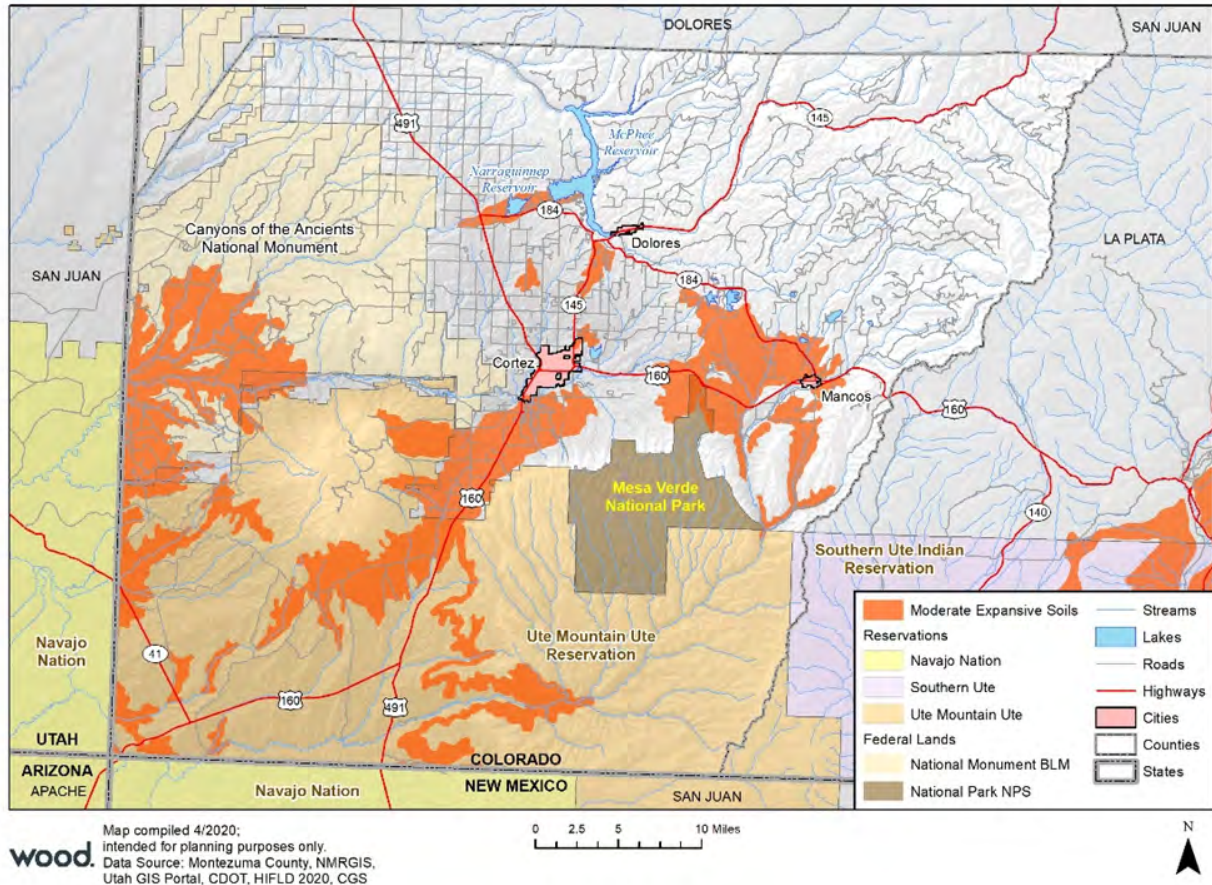 DOLORES
SAN JUAN
491
145
McPhee
Reservoir
Narraguinnep
Reservoir
184
Canyons of the Ancients
National Monument
Dolores
LA PLATA
SAN JUAN
184
145
Cortez
160
Mancos
160
160
Mesa Verde
National Park
140
Southern Ute Indian
Reservation
Navajo
Nation
Ute Mountain Ute
Reservation
41
160
491
UTAH
COLORADO
ARIZONA
APACHE
NEW MEXICO
Navajo Nation
SAN JUAN
Moderate Expansive Soils
Reservations
Navajo Nation
Southern Ute
Ute Mountain Ute
Federal Lands
National Monument BLM
National Park NPS
Streams
Lakes
Roads
Highways
Cities
Counties
States
wood.
Map compiled 4/2020;
intended for planning purposes only.
Data Source: Montezuma County, NMRGIS,
Utah GIS Portal, CDOT, HIFLD 2020, CGS
0 2.5 5 10 Miles
N